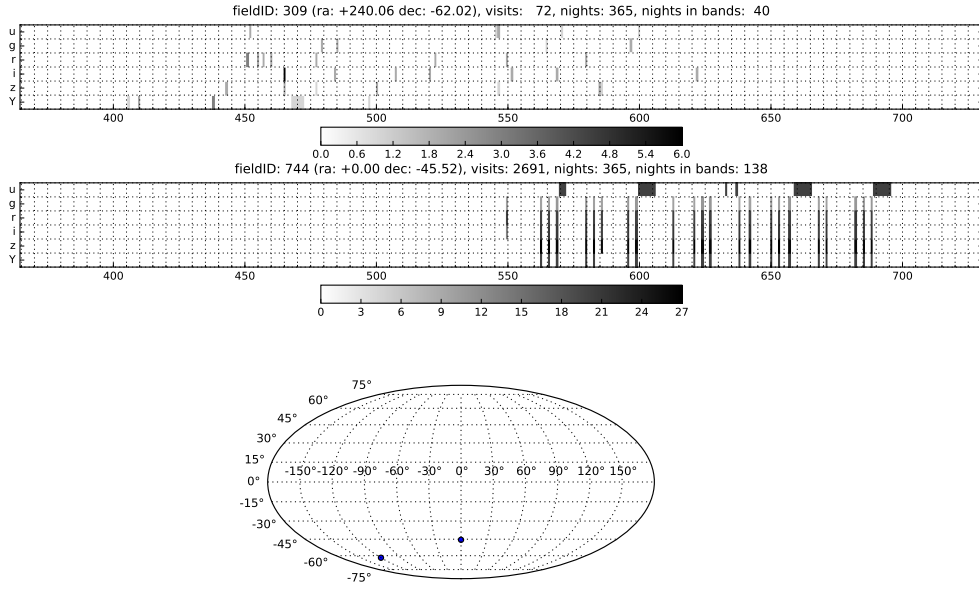 fieldID: 309 (ra: +240.06 dec: -62.02), visits:   72, nights: 365, nights in bands:  40
u
g
r
i
z
Y
400 450 500 550 600 650 700
0.0 0.6 1.2 1.8 2.4 3.0 3.6 4.2 4.8 5.4 6.0
fieldID: 744 (ra: +0.00 dec: -45.52), visits: 2691, nights: 365, nights in bands: 138
u
g
r
i
z
Y
400 450 500 550 600 650 700
0 3 6 9 12 15 18 21 24 27
75°
60°
45°
30°
15°
-150° -120° -90° -60° -30° 0° 30° 60° 90° 120° 150°
0°
-15°
-30°
-45°
-60°
-75°